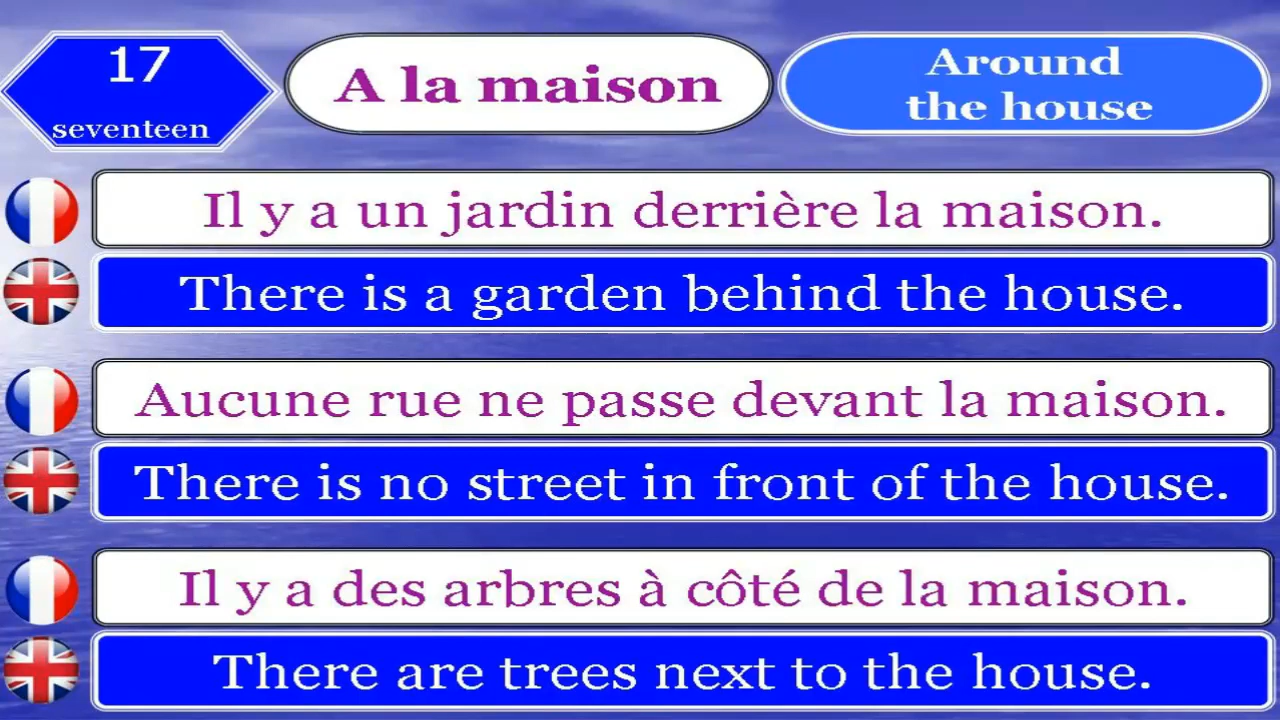 17
seventeen
A la maison
Around
the house
Il y a un jardin derrière la maison.
There is a garden behind the house.
Aucune rue ne passe devant la maison.
There is no street in front of the house.
Il y a des arbres à côté de la maison.
There are trees next to the house.